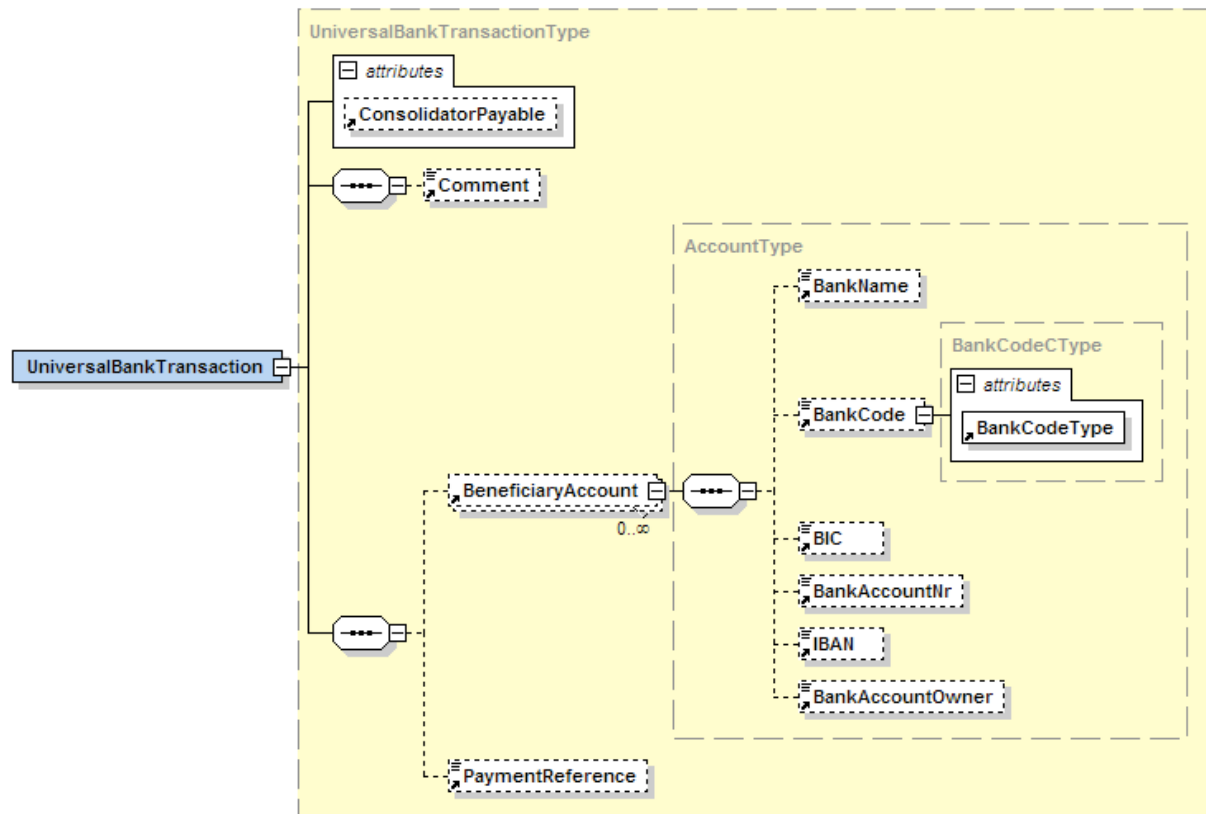 UniversalBankTransactionType
attributes
ConsolidatorPayable
Comment
AccountType
BankName
BankCodeCType
attributes
BankCode
BankCodeType
UniversalBankTransaction
BeneficiaryAccount
0..∞
BIC
BankAccountNr
IBAN
BankAccountOwner
PaymentReference